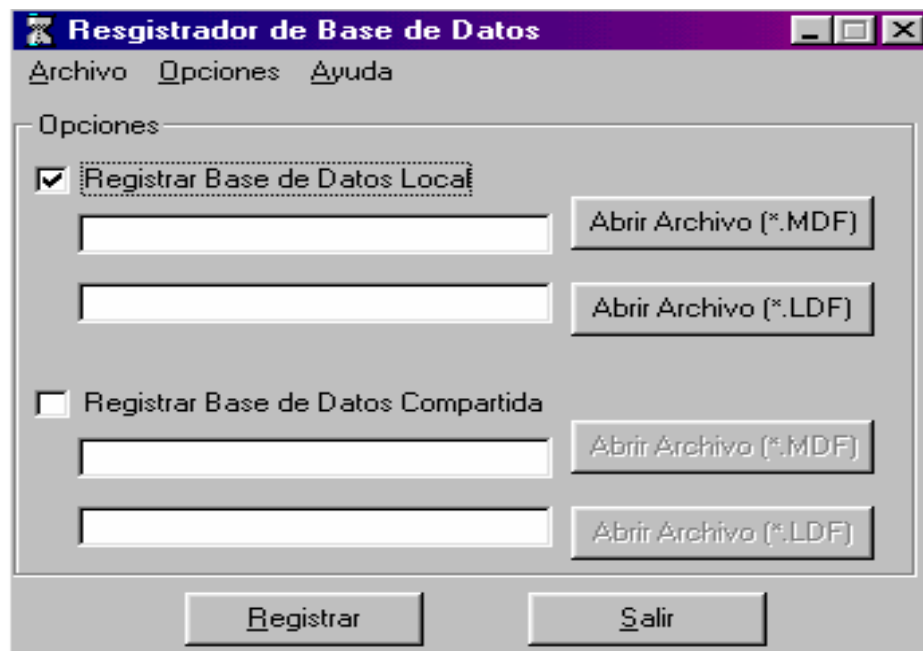 Resgistrador de Base de Datos
Archivo Opciones Ayuda
Opciones
Registrar Base de Datos Local
Abrir Archivo (*.MDF)
Abrir Archivo (*.LDF)
Registrar Base de Datos Compartida
Abrir Archivo (*.MDF)
Abrir Archivo (*.LDF)
Registrar Salir